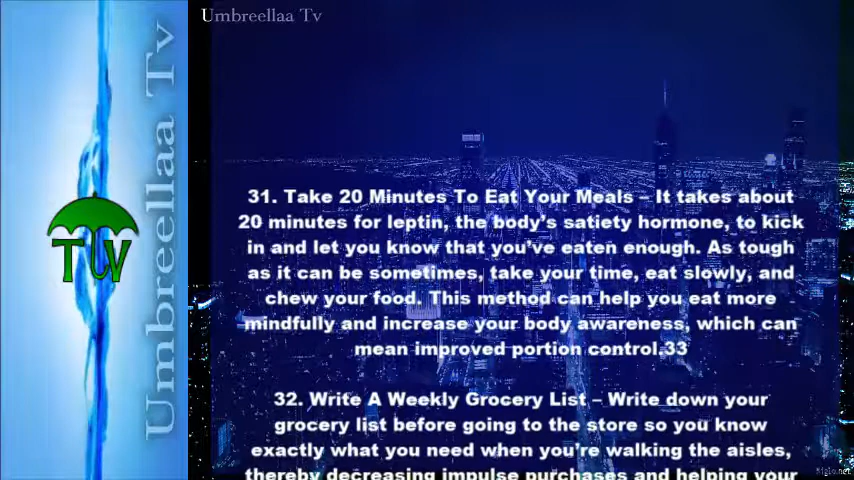 Umbreellaa Tv
Umbreellaa Tv
TV
31. Take 20 Minutes To Eat Your Meals – It takes about
20 minutes for leptin, the body's satiety hormone, to kick
in and let you know that you've eaten enough. As tough
as it can be sometimes, take your time, eat slowly, and
chew your food. This method can help you eat more
mindfully and increase your body awareness, which can
mean improved portion control.33
32. Write A Weekly Grocery List – Write down your
grocery list before going to the store so you know
exactly what you need when you're walking the aisles,
thereby decreasing impulse purchases and helping your